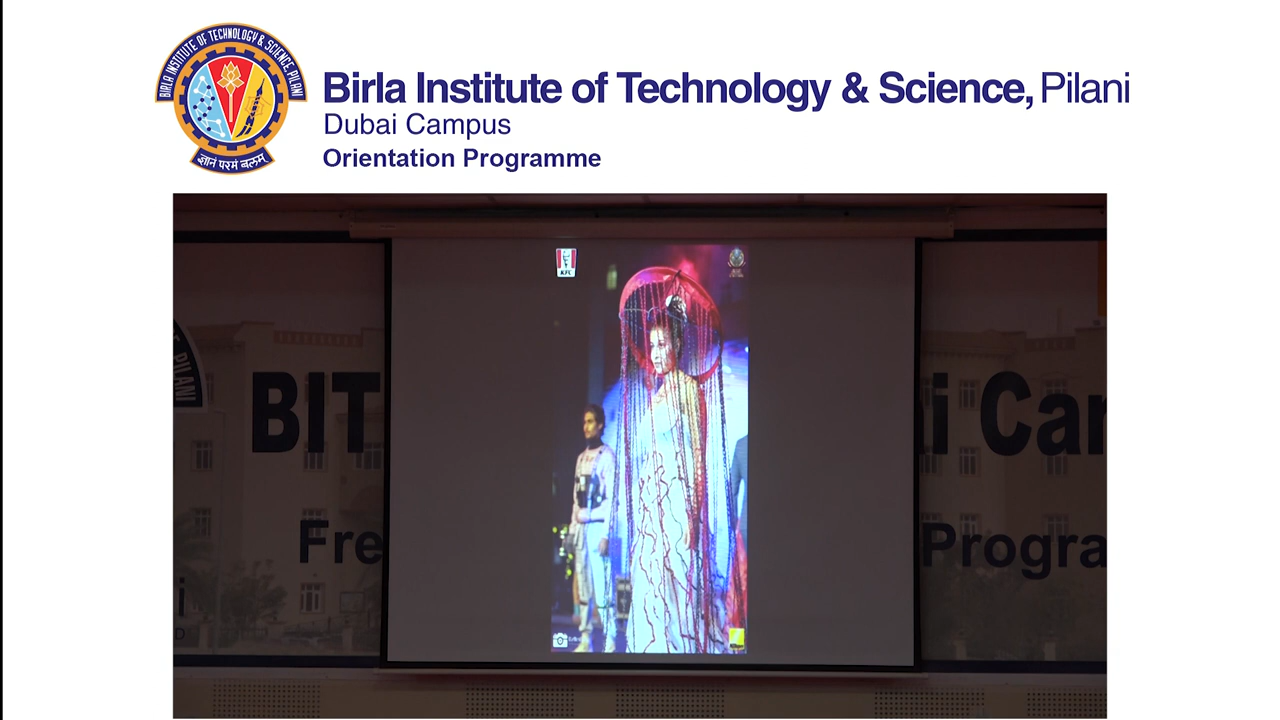 BIRLA INSTITUTE OF TECHNOLOGY & SCIENCE PILANI
ज्ञानं परमं बलम्
Birla Institute of Technology & Science, Pilani
Dubai Campus
Orientation Programme
KFC
PILANI
BIT
i Car
Fre
Progra